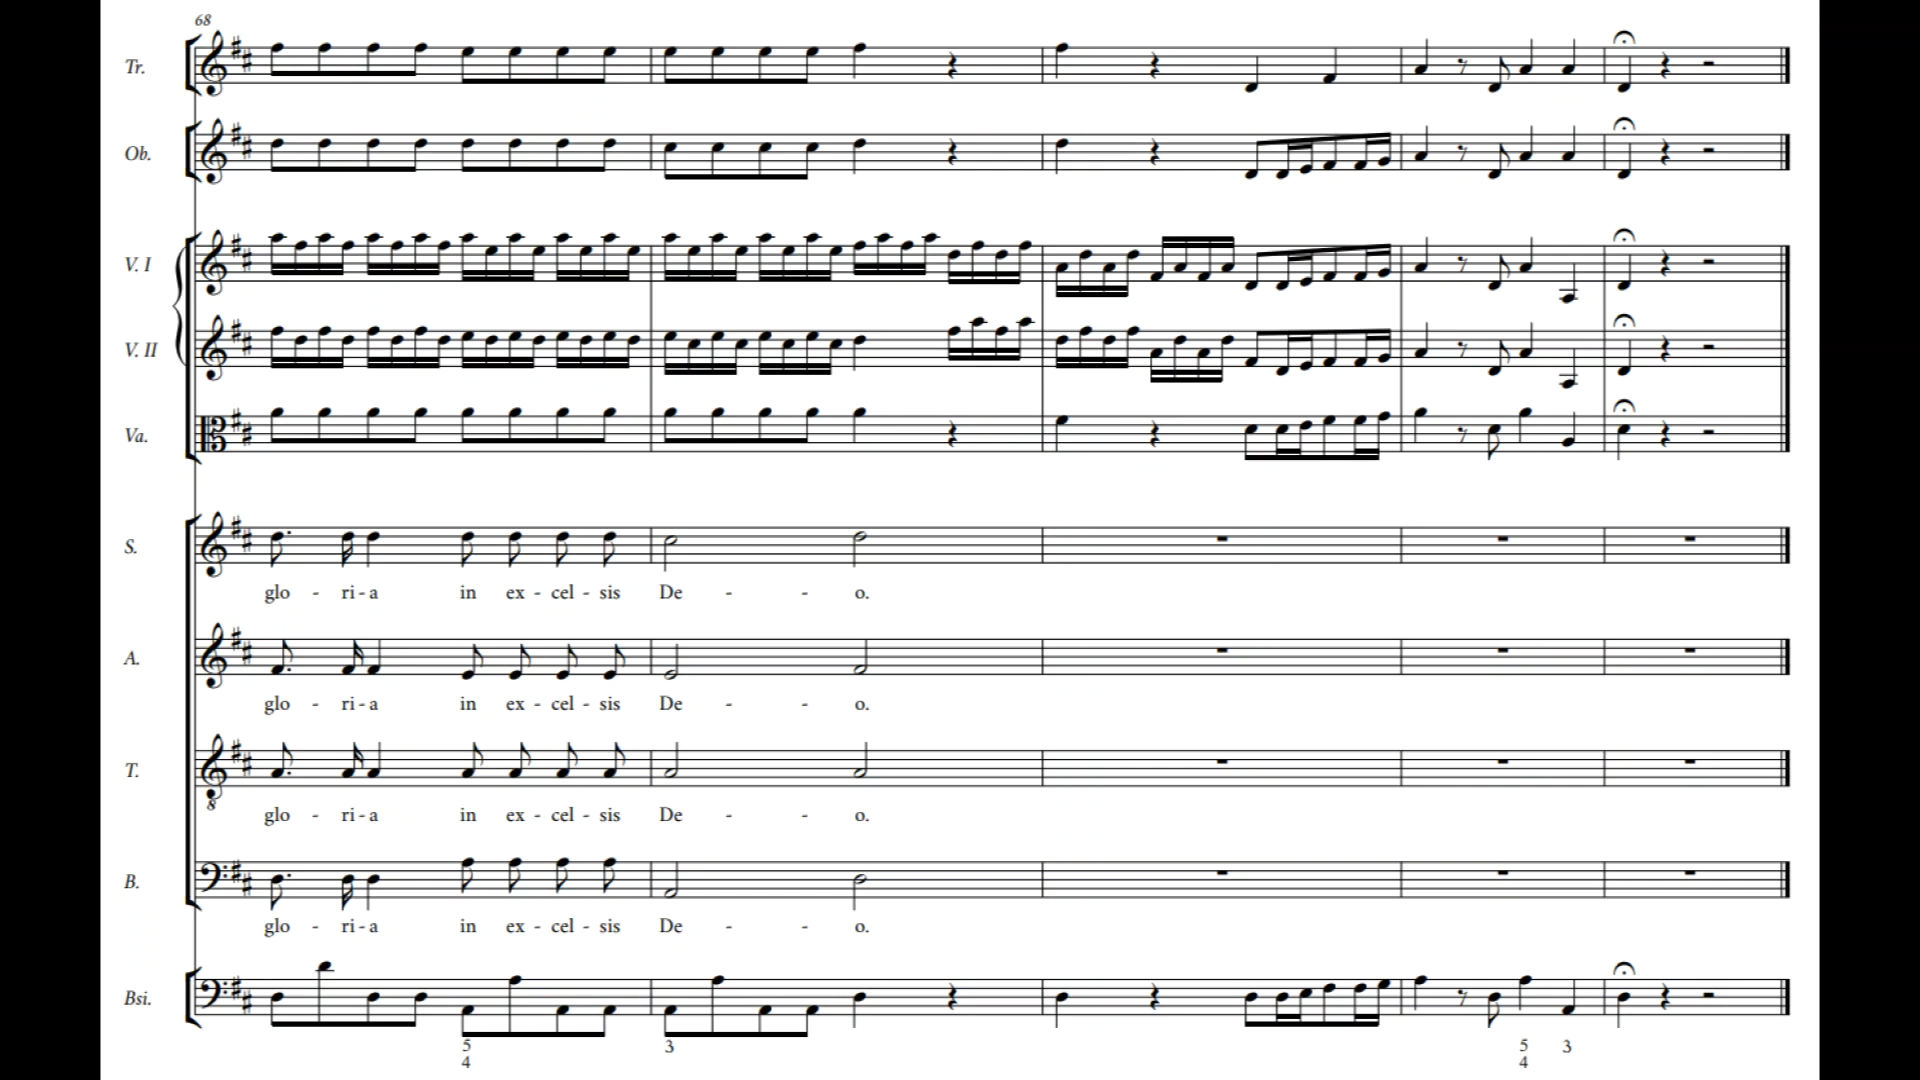 68
Tr.
Ob.
V. I
V. II
Va.
S.
glo - ri - a in ex - cel - sis De - - o.
A.
glo - ri - a in ex - cel - sis De - - o.
T.
8
glo - ri - a in ex - cel - sis De - - o.
B.
glo - ri - a in ex - cel - sis De - - o.
Bsi.
5 3 5 3
4 4